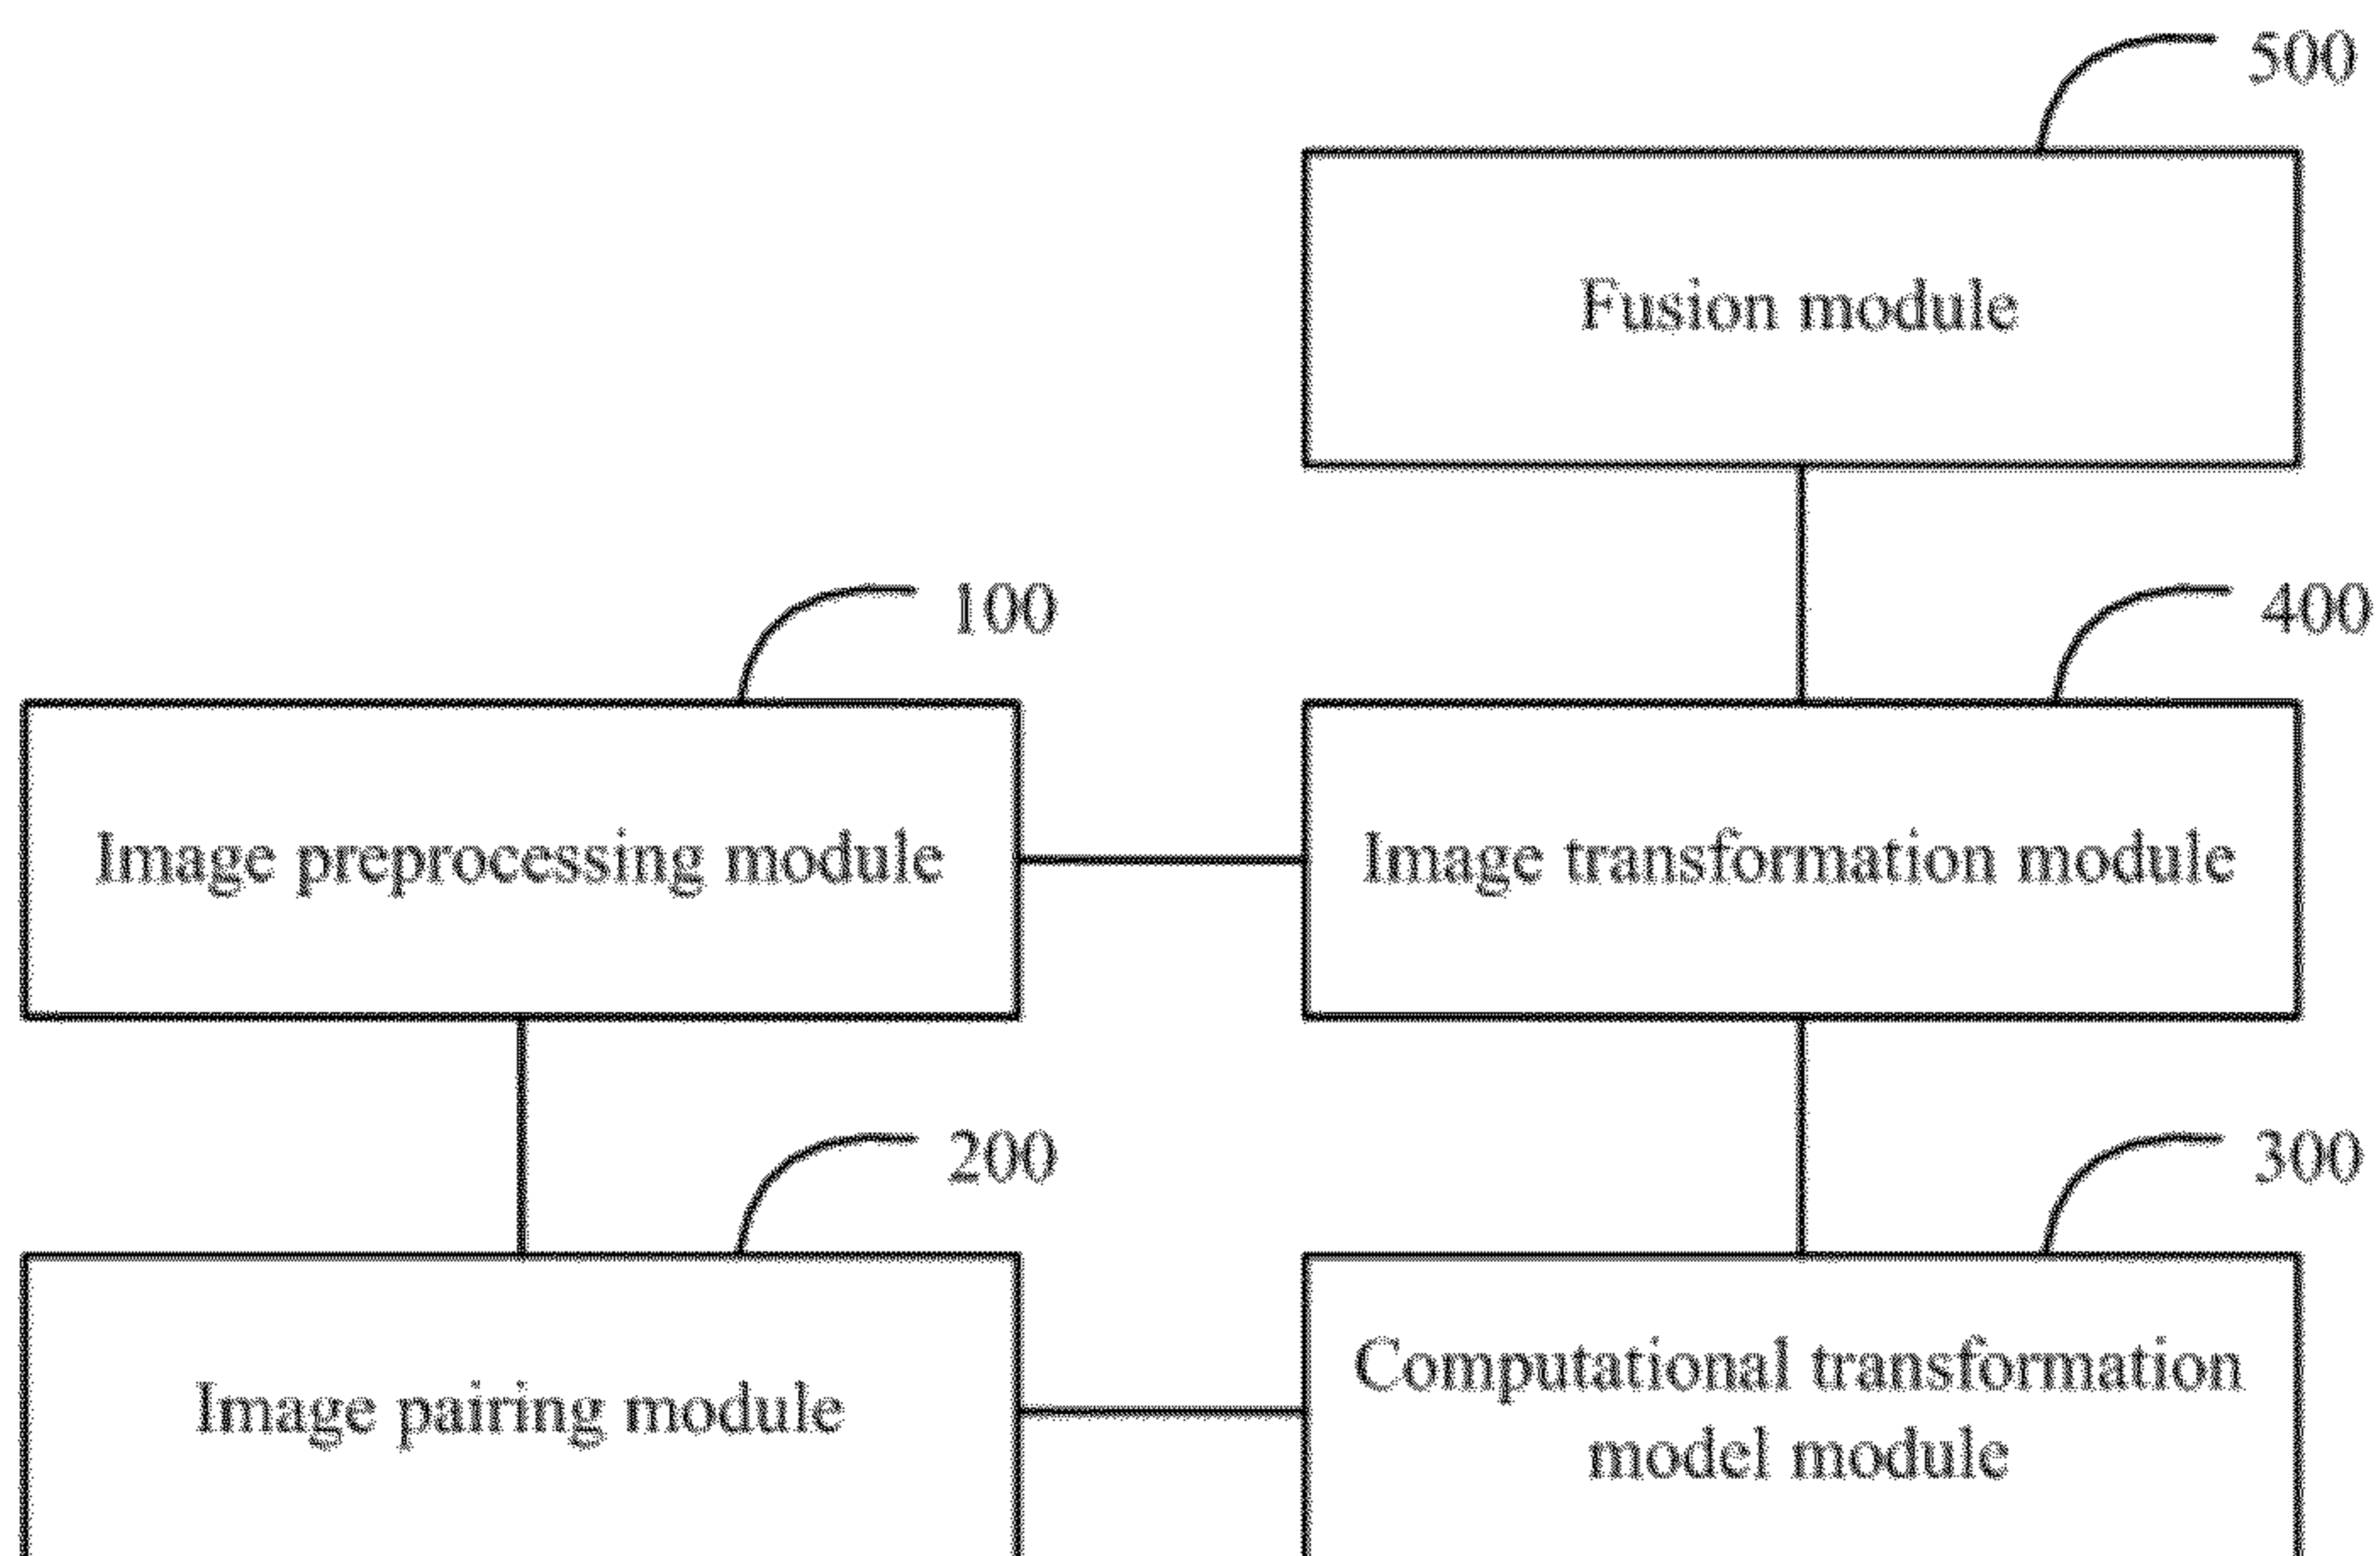 500
Fusion module
100
400
Image preprocessing module
Image transformation module
200
300
Image pairing module
Computational transformation
model module